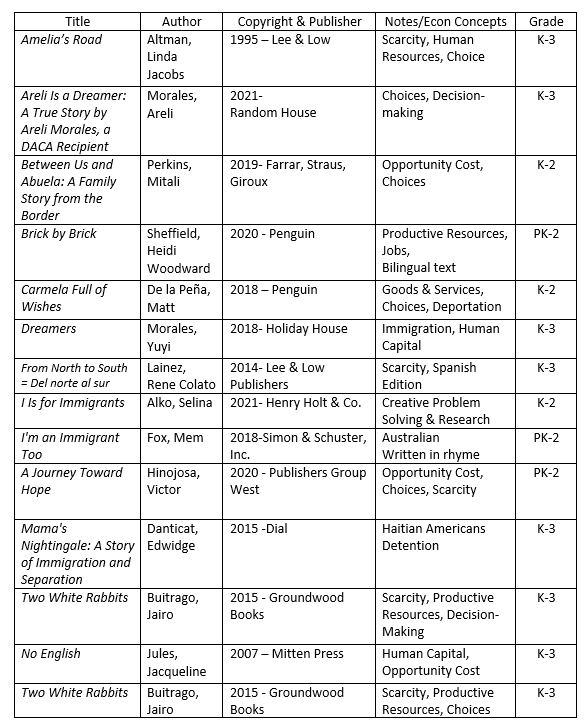 Title Author Copyright & Publisher Notes/Econ Concepts Grade
Amelia's Road Altman, 1995 – Lee & Low Scarcity, Human K-3
Linda Resources, Choice
Jacobs
Areli Is a Dreamer: Morales, 2021- Choices, Decision- K-3
A True Story by Areli Random House making
Areli Morales, a
DACA Recipient
Between Us and Perkins, 2019- Farrar, Straus, Opportunity Cost, K-2
Abuela: A Family Mitali Giroux Choices
Story from the
Border
Brick by Brick Sheffield, 2020 - Penguin Productive Resources, PK-2
Heidi Jobs,
Woodward Bilingual text
Carmela Full of De la Peña, 2018 – Penguin Goods & Services, K-2
Wishes Matt Choices, Deportation
Dreamers Morales, 2018- Holiday House Immigration, Human K-3
Yuyi Capital
From North to South Lainez, 2014- Lee & Low Scarcity, Spanish K-3
= Del norte al sur Rene Colato Publishers Edition
I Is for Immigrants Alko, Selina 2021- Henry Holt & Co. Creative Problem K-2
Solving & Research
I'm an Immigrant Fox, Mem 2018-Simon & Schuster, Australian PK-2
Too Inc. Written in rhyme
A Journey Toward Hinojosa, 2020 - Publishers Group Opportunity Cost, PK-2
Hope Victor West Choices, Scarcity
Mama's Danticat, 2015 -Dial Haitian Americans K-3
Nightingale: A Story Edwidge Detention
of Immigration and
Separation
Two White Rabbits Buitrago, 2015 - Groundwood Scarcity, Productive K-3
Jairo Books Resources, Decision-
Making
No English Jules, 2007 – Mitten Press Human Capital, K-3
Jacqueline Opportunity Cost
Two White Rabbits Buitrago, 2015 - Groundwood Scarcity, Productive K-3
Jairo Books Resources, Choices